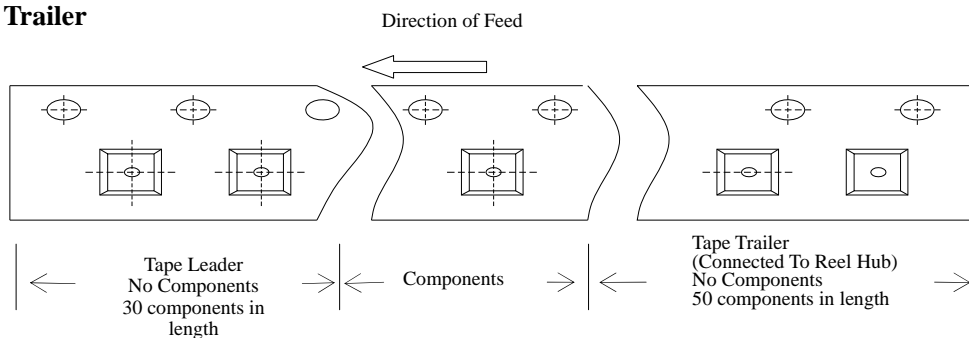 Trailer
Direction of Feed
Tape Leader
No Components
30 components in
length
Components
Tape Trailer
(Connected To Reel Hub)
No Components
50 components in length